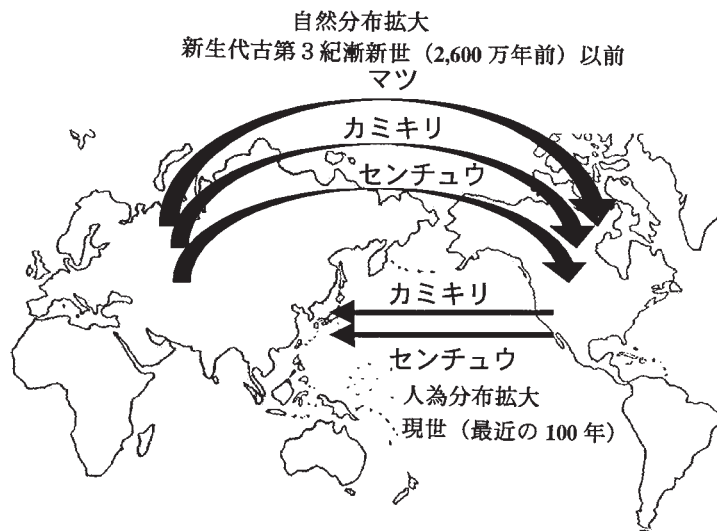 自然分布拡大
新生代古第3紀漸新世（2,600 万年前）以前
マツ
カミキリ
センチュウ
カミキリ
センチュウ
人為分布拡大
現世（最近の 100 年）